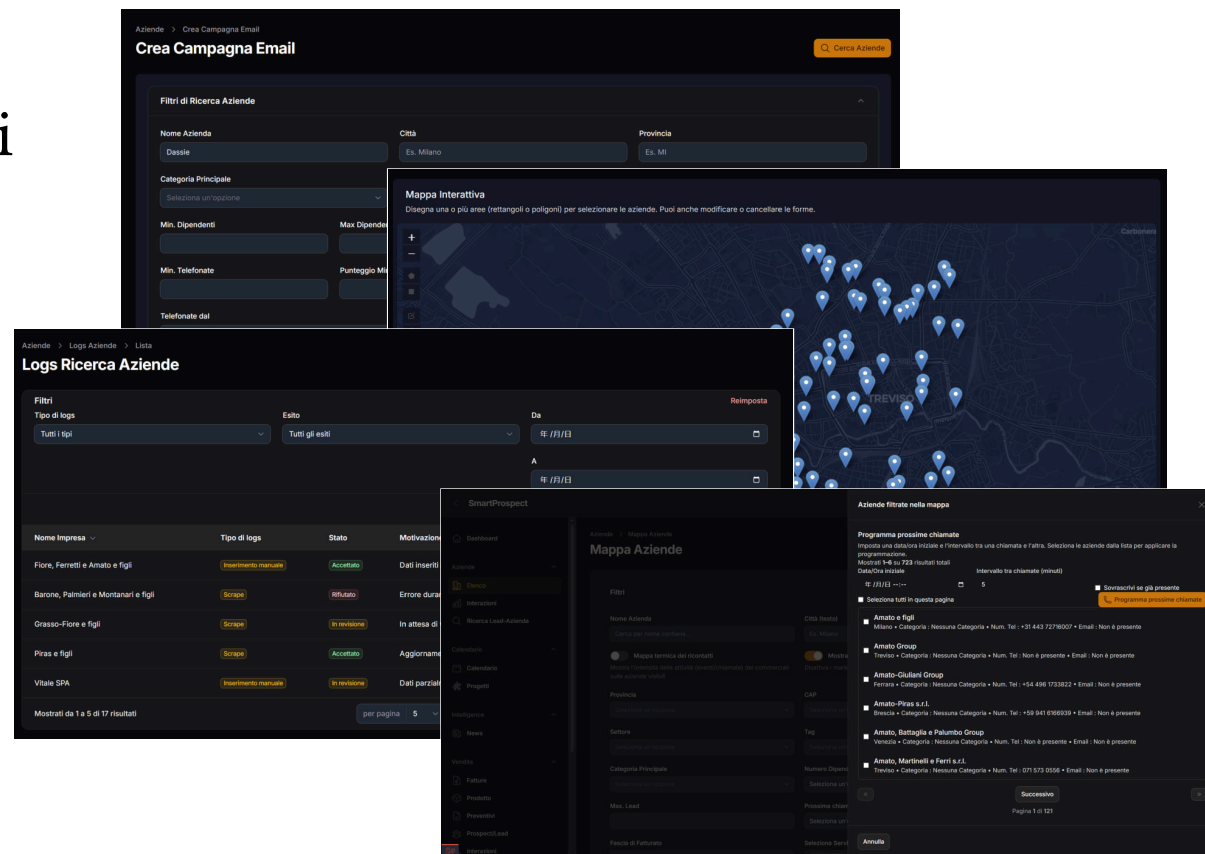 i
Aziende > Crea Campagna Email
Crea Campagna Email
Cerca Aziende
Filtri di Ricerca Aziende
Nome Azienda Città Provincia
Dassie Es. Milano Es. MI
Categoria Principale
Seleziona un'opzione
Min. Dipendenti
Min. Telefonate
Telefonate dal
Mappa Interattiva
Disegna una o più aree (rettangoli o poligoni) per selezionare le aziende. Puoi anche modificare o cancellare le forme.
+
−
Carbonera
TREVISO
Aziende > Logs Aziende > Lista
Logs Ricerca Aziende
Filtri Reimposta
Tipo di logs Esito Da
Tutti i tipi Tutti gli esiti 年 /月/日
A
年 /月/日
Nome Impresa Tipo di logs Stato
Fiore, Ferretti e Amato e figli Inserimento manuale Accettato Dati inseriti
Barone, Palmieri e Montanari e figli Scrape Rifiutato Errore
Grasso-Fiore e figli Scrape In revisione In attesa di
Piras e figli Scrape Accettato
Vitale SPA Inserimento manuale In revisione
Mostrati da 1 a 5 di 17 risultati per pagina 5
SmartProspect
Dashboard
Aziende
Elenco
Interazioni
Ricerca Lead-Azienda
Calendario
Calendario
Progetti
Intelligence
News
Vendite
Fatture
Prodotto
Preventivi
Prospect/Lead
Interazioni
Aziende > Mappa Aziende
Mappa Aziende
Filtri
Nome Azienda Città (testo)
Cerca per nome contiene... Es. Milano
Mappa termica dei ricontatti
Provincia CAP
Settore Tag
Categoria Principale
Max. Lead
Fascia di Fatturato
Aziende filtrate nella mappa
Programma prossime chiamate
Imposta una data/ora iniziale e l'intervallo tra una chiamata e l'altra. Seleziona le aziende dalla lista per applicare la
programmazione.
Mostrati 1–6 su 723 risultati totali
Data/Ora iniziale Intervallo tra chiamate (minuti)
年 /月/日 --:-- 5 Sovrascrivi se già presente
Seleziona tutti in questa pagina Programma prossime chiamate
Amato e figli
Milano • Categoria : Nessuna Categoria • Num. Tel : +31 443 72716007 • Email : Non è presente
Amato Group
Treviso • Categoria : Nessuna Categoria • Num. Tel : Non è presente • Email : Non è presente
Amato-Giuliani Group
Ferrara • Categoria : Nessuna Categoria • Num. Tel : +54 496 1733822 • Email : Non è presente
Amato-Piras s.r.l.
Brescia • Categoria : Nessuna Categoria • Num. Tel : +59 941 6166939 • Email : Non è presente
Amato, Battaglia e Palumbo Group
Venezia • Categoria : Nessuna Categoria • Num. Tel : Non è presente • Email : Non è presente
Amato, Martinelli e Ferri s.r.l.
Treviso • Categoria : Nessuna Categoria • Num. Tel : 071 573 0556 • Email : Non è presente
Successivo
Pagina 1 di 121
Annulla